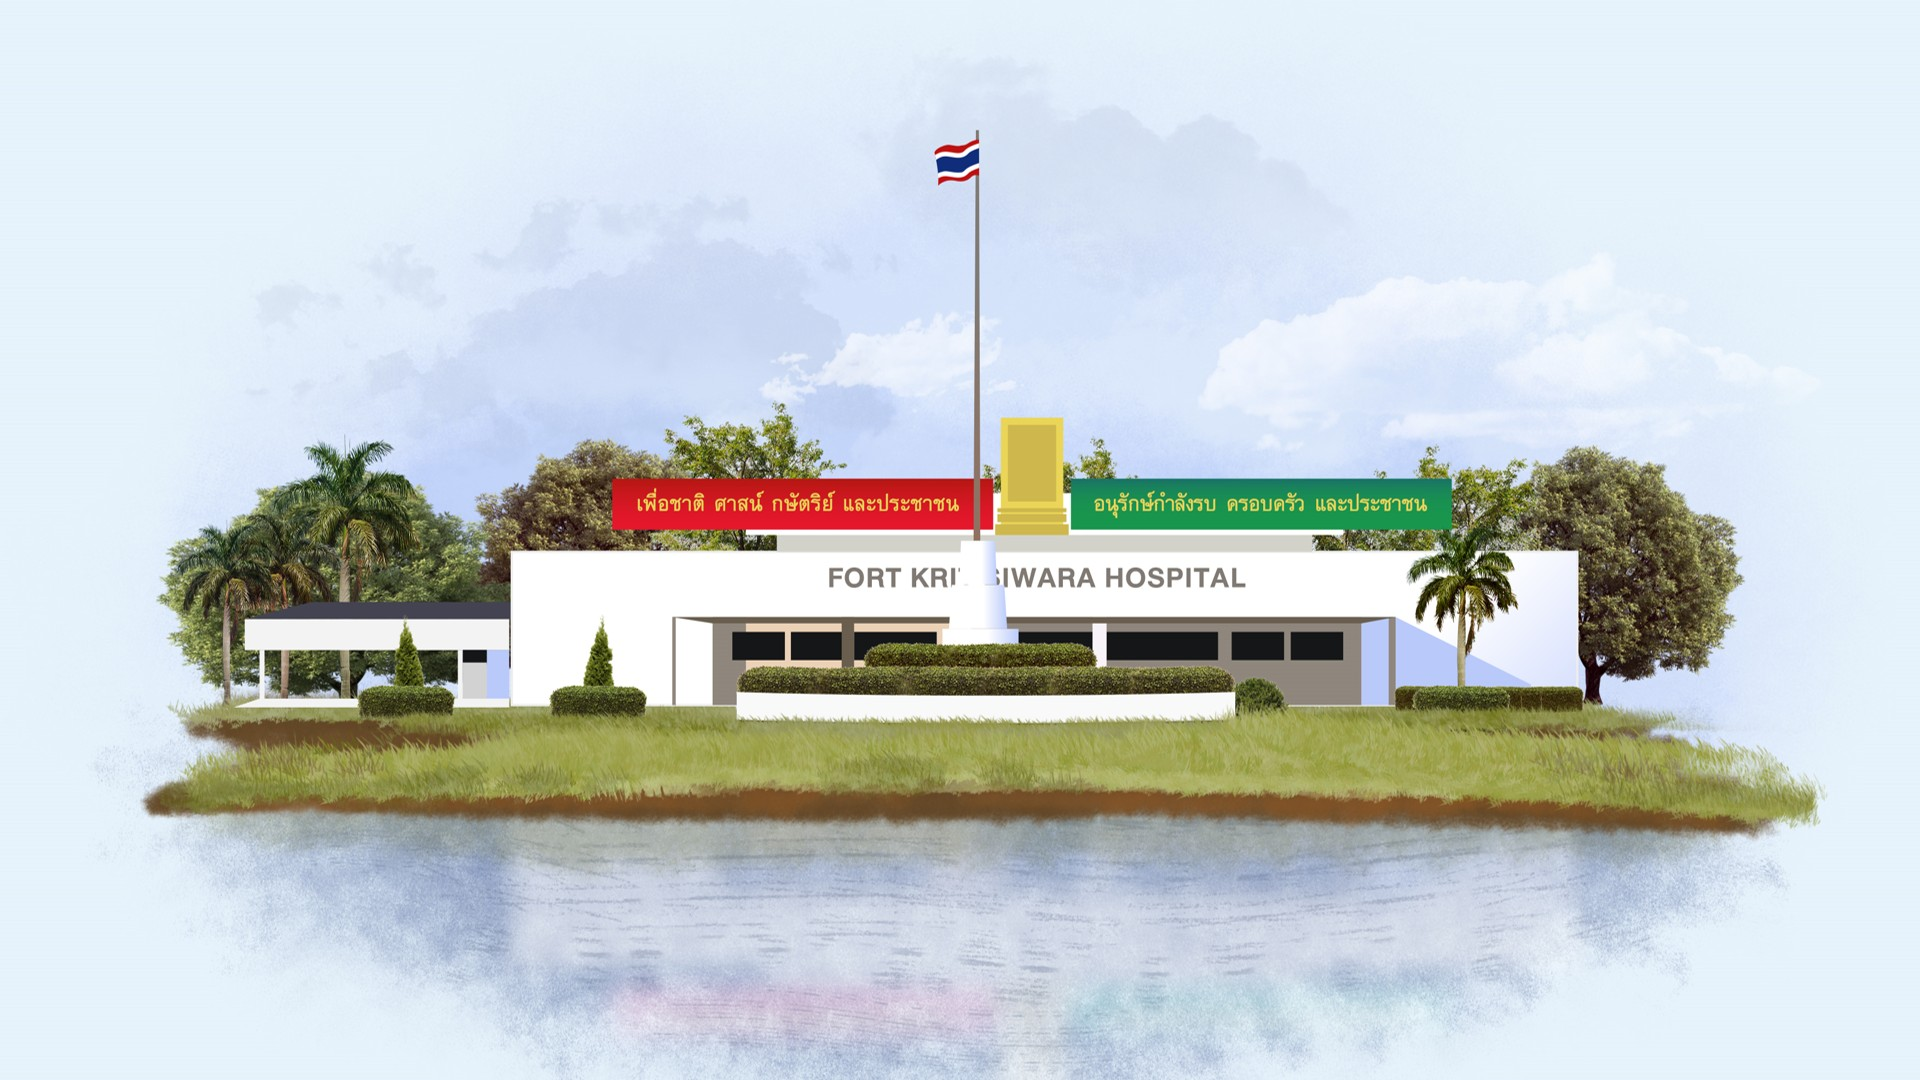 เพื่อชาติ ศาสน์ กษัตริย์ และประชาชน
อนุรักษ์กำลังรบ ครอบครัว และประชาชน
FORT HOSPITAL